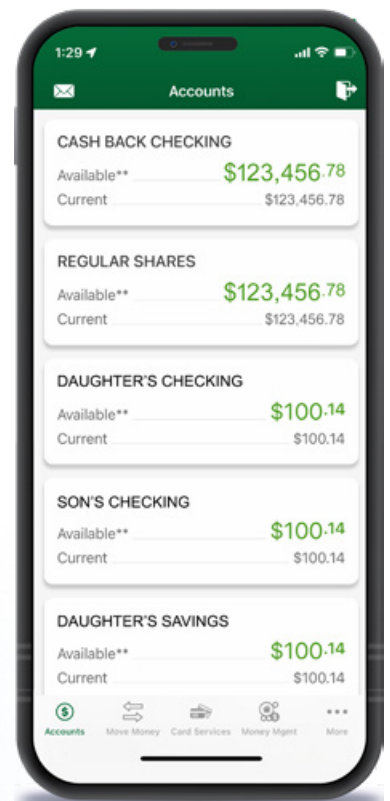 1:29
Accounts
CASH BACK CHECKING
Available** $123,456.78
Current $123,456.78
REGULAR SHARES
Available** $123,456.78
Current $123,456.78
DAUGHTER'S CHECKING
Available** $100.14
Current $100.14
SON'S CHECKING
Available** $100.14
Current $100.14
DAUGHTER'S SAVINGS
Available** $100.14
Current $100.14
Accounts Move Money Card Services Money Mgmt More